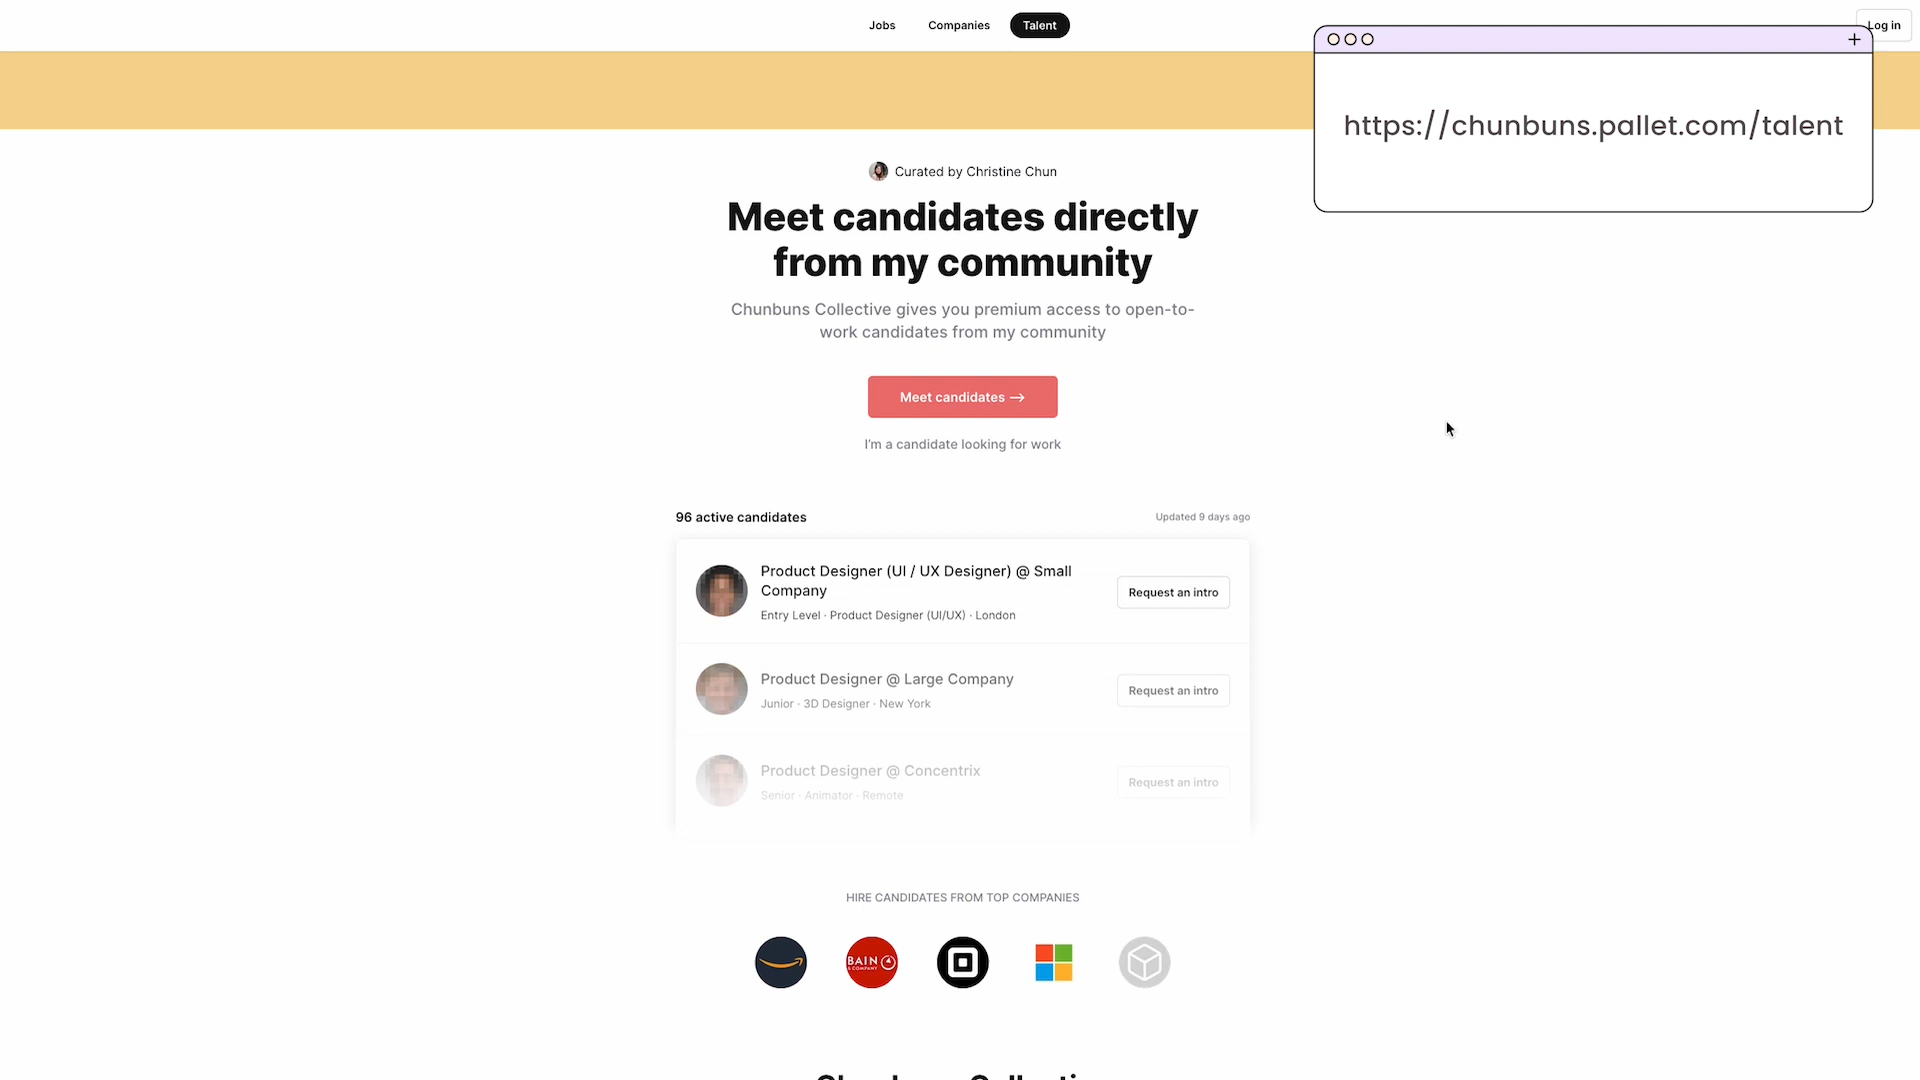 Jobs
Companies
Talent
Log in
https://chunbuns.pallet.com/talent
Curated by Christine Chun
Meet candidates directly
from my community
Chunbuns Collective gives you premium access to open-to-
work candidates from my community
Meet candidates →
I'm a candidate looking for work
96 active candidates
Updated 9 days ago
Product Designer (UI / UX Designer) @ Small
Company
Entry Level · Product Designer (UI/UX) · London
Request an intro
Product Designer @ Large Company
Junior · 3D Designer · New York
Request an intro
Product Designer @ Concentrix
Senior · Animator · Remote
Request an intro
HIRE CANDIDATES FROM TOP COMPANIES
BAIN
& COMPANY